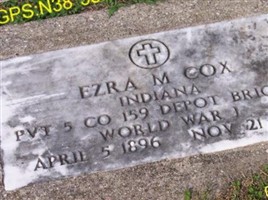 GPS:N38
EZRA M COX
INDIANA
PVT 5 CO 159 DEPOT BRIG
WORLD WAR I
APRIL 5 1896 NOV 21